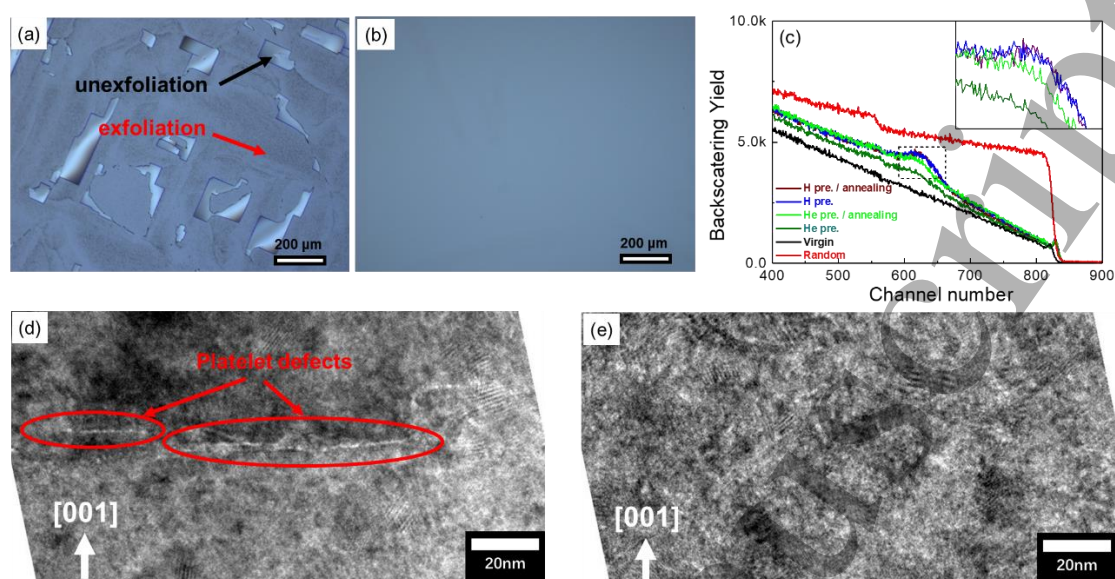 (a)
unexfoliation
exfoliation
200 µm
(b)
200 µm
(c)
10.0k
5.0k
0.0
Backscatering Yield
H pre. / annealing
H pre.
He pre. / annealing
He pre.
Virgin
Random
400
500
600
700
800
900
Channel number
(d)
Platelet defects
[001]
20nm
(e)
[001]
20nm